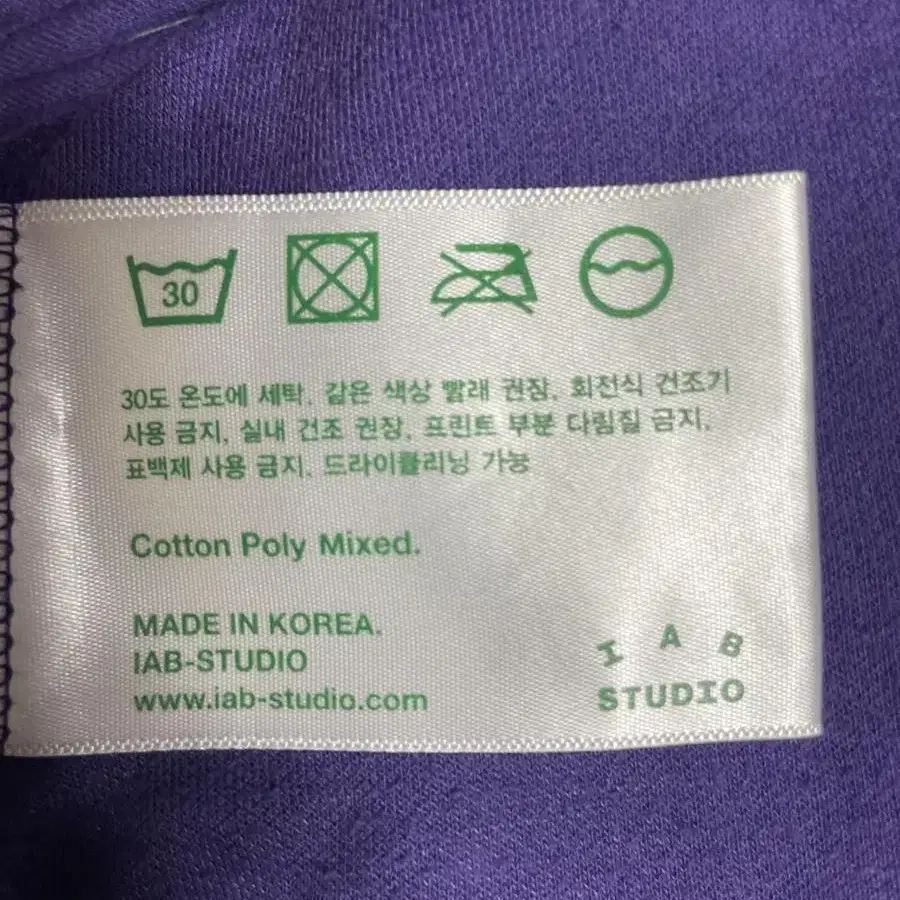 30
30도 온도에 세탁, 같은 색상 빨래 권장, 회전식 건조기
사용 금지, 실내 건조 권장, 프린트 부분 다림질 금지,
표백제 사용 금지, 드라이클리닝 가능
Cotton Poly Mixed.
MADE IN KOREA.
IAB-STUDIO
www.iab-studio.com
I A B
STUDIO